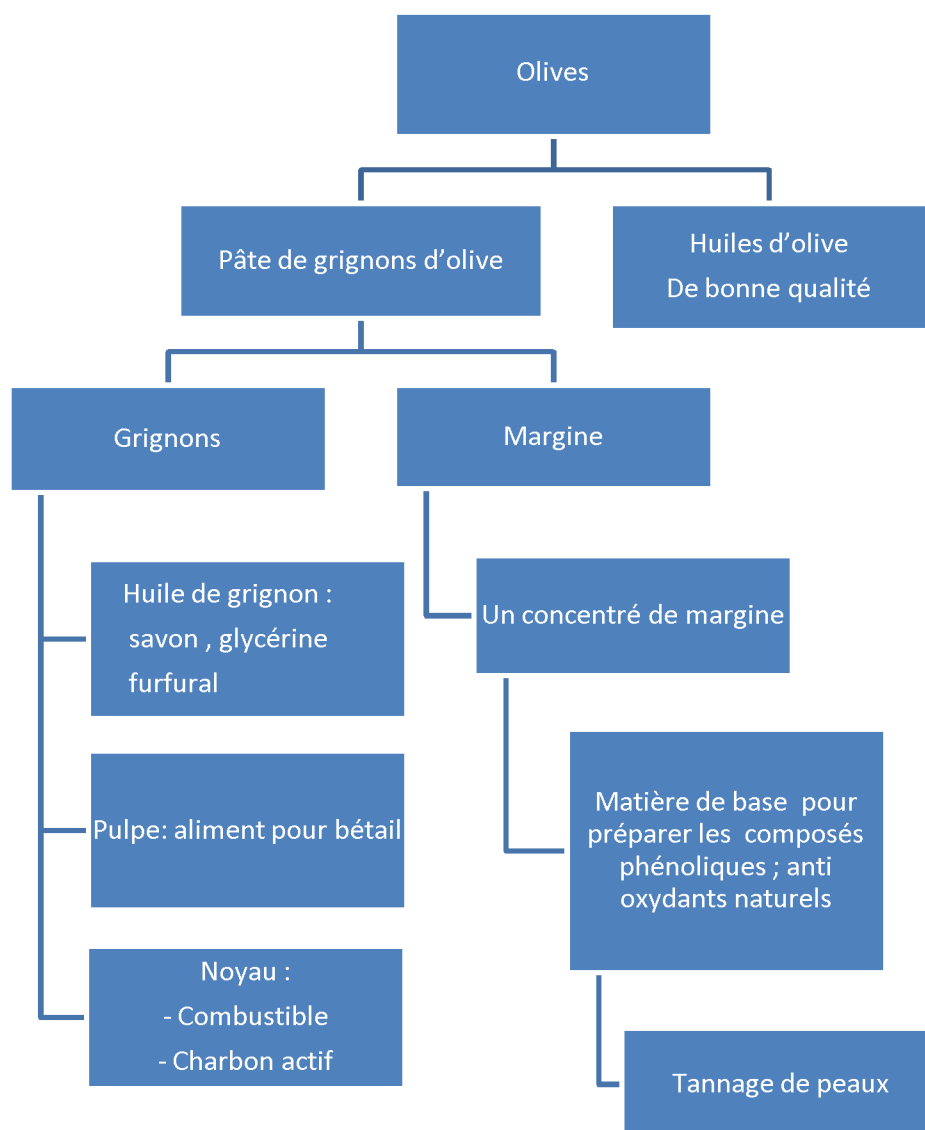 Olives
Pâte de grignons d’olive
Huiles d’olive
De bonne qualité
Grignons
Margine
Huile de grignon :
savon , glycérine
furfural
Un concentré de margine
Pulpe: aliment pour bétail
Matière de base  pour
préparer les  composés
phénoliques ; anti
oxydants naturels
Noyau :
- Combustible
- Charbon actif
Tannage de peaux